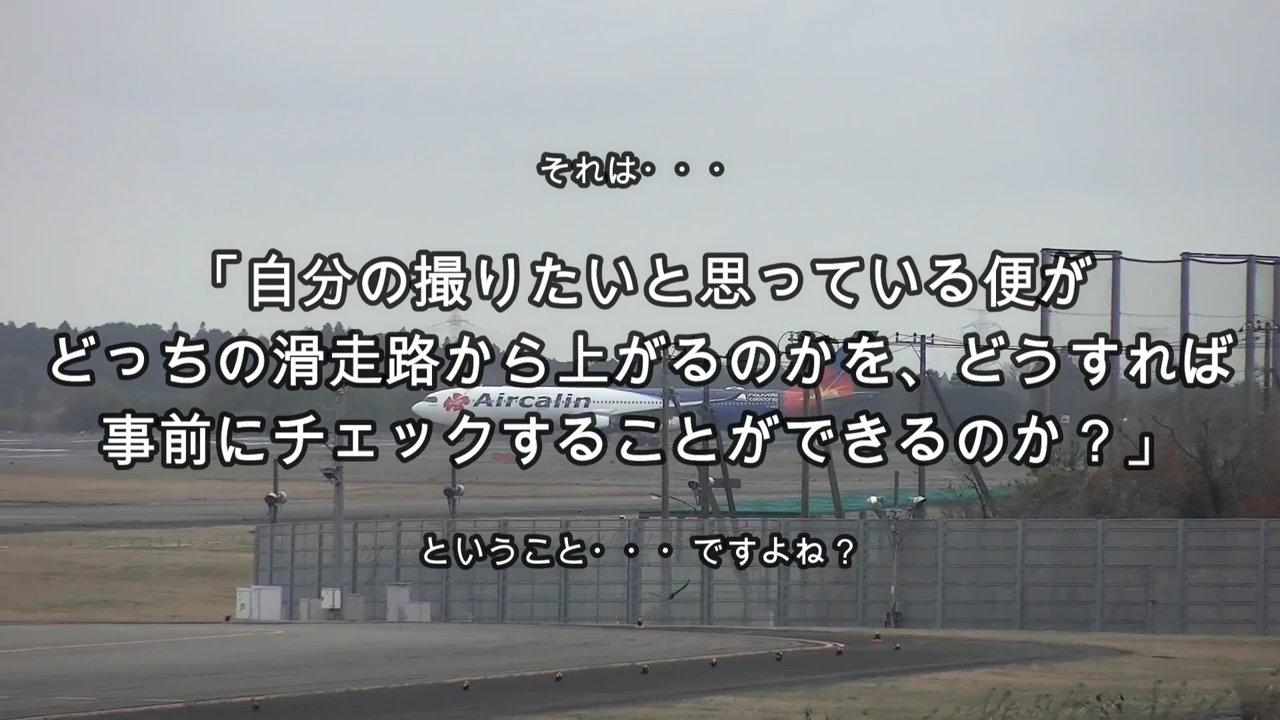 それは・・・
「自分の撮りたいと思っている便が
どっちの滑走路から上がるのかを、どうすれば
事前にチェックすることができるのか？」
ということ・・・ですよね？
Aircalin
nouvelle
calédonie